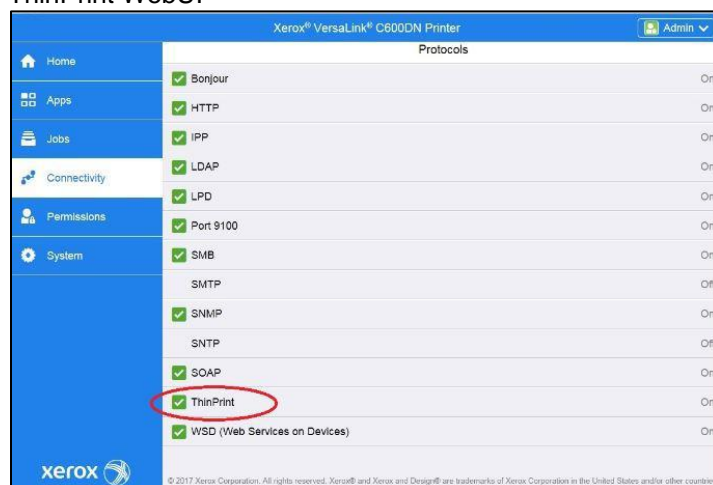 ThinPrint WebUI
Xerox® VersaLink® C600DN Printer
Admin
Protocols
Home
Bonjour
On
Apps
HTTP
On
Jobs
IPP
On
LDAP
On
Connectivity
LPD
On
Permissions
Port 9100
On
System
SMB
On
SMTP
Off
SNMP
On
SNTP
Off
SOAP
On
ThinPrint
On
WSD (Web Services on Devices)
On
xerox
© 2017 Xerox Corporation. All rights reserved. Xerox® and Xerox and Design® are trademarks of Xerox Corporation in the United States and/or other countries